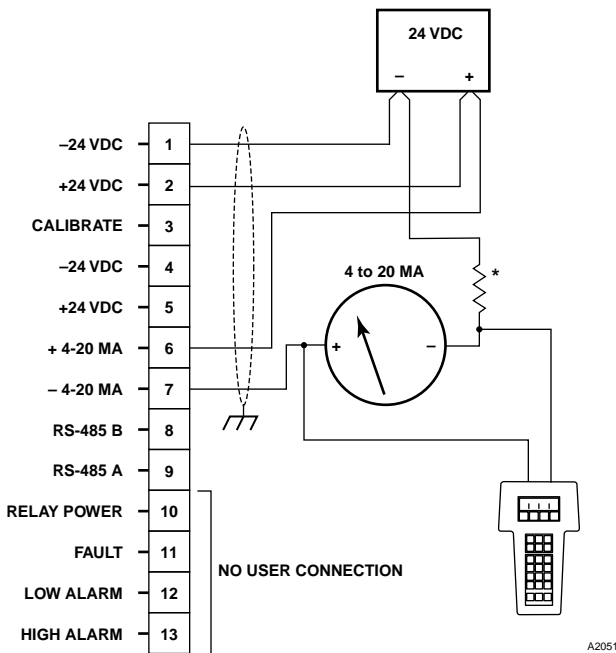 24 VDC
– +
–24 VDC 1
+24 VDC 2
CALIBRATE 3
–24 VDC 4
+24 VDC 5
+ 4-20 MA 6
– 4-20 MA 7
RS-485 B 8
RS-485 A 9
RELAY POWER 10
FAULT 11
LOW ALARM 12
HIGH ALARM 13
*
4 to 20 MA
+ –
NO USER CONNECTION
A2051